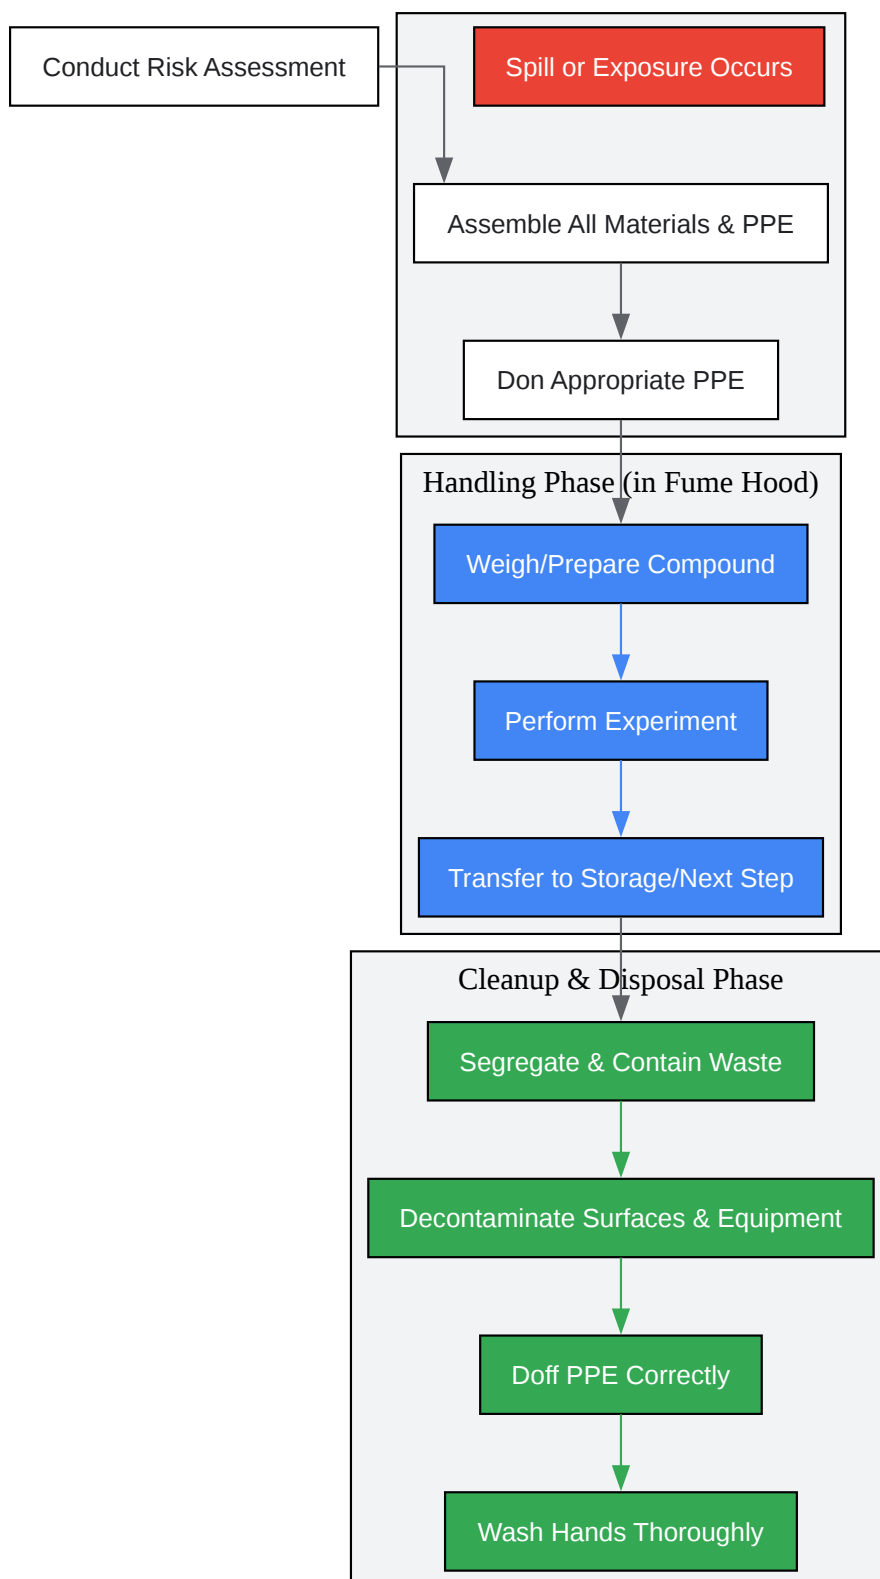 Conduct Risk Assessment
Spill or Exposure Occurs
Assemble All Materials & PPE
Don Appropriate PPE
Handling Phase (in Fume Hood)
Weigh/Prepare Compound
Perform Experiment
Transfer to Storage/Next Step
Cleanup & Disposal Phase
Segregate & Contain Waste
Decontaminate Surfaces & Equipment
Doff PPE Correctly
Wash Hands Thoroughly